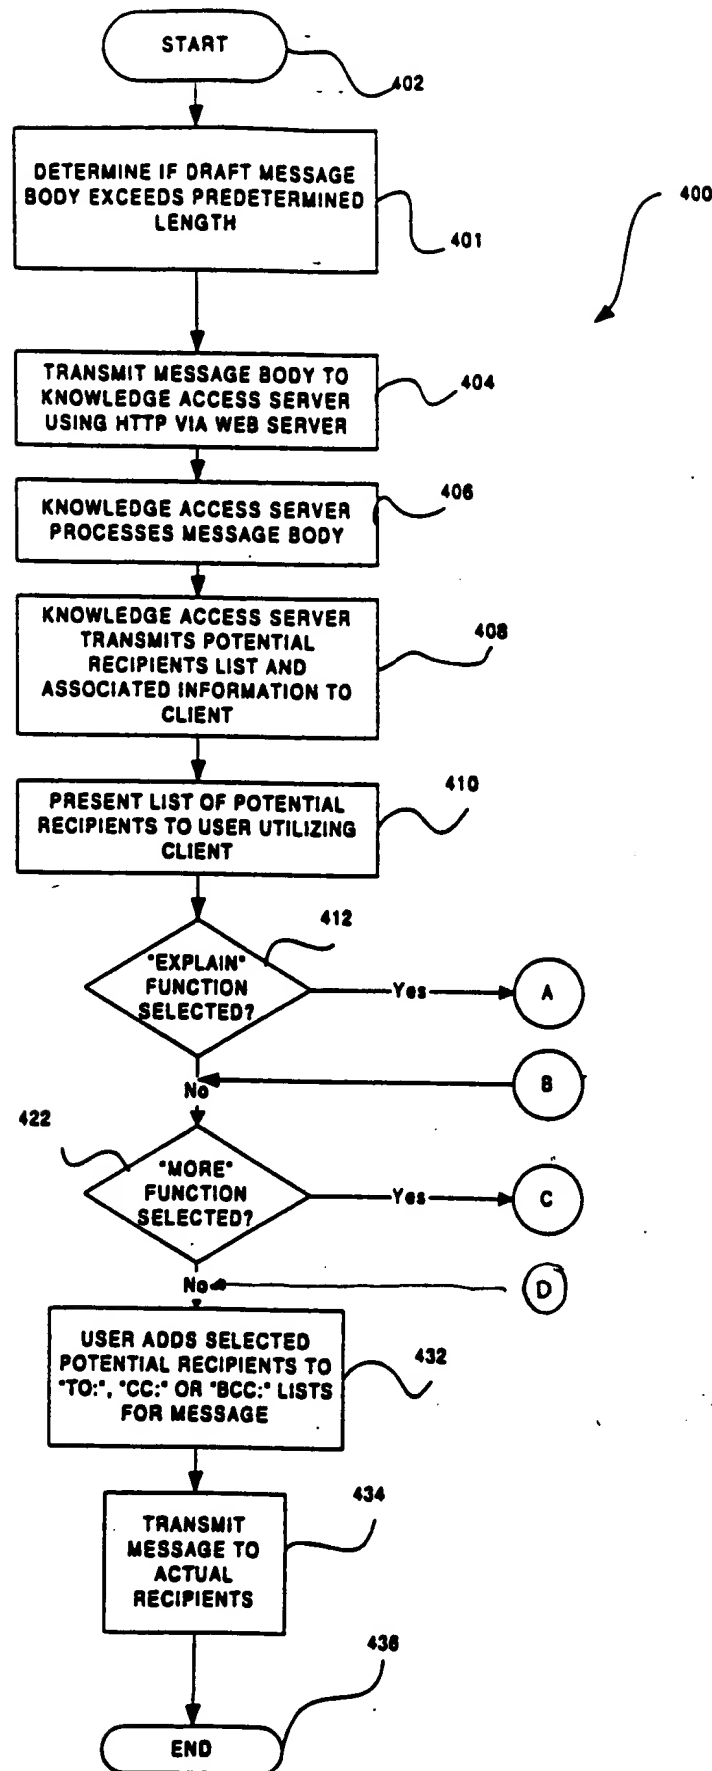 START
402
DETERMINE IF DRAFT MESSAGE
BODY EXCEEDS PREDETERMINED
LENGTH
401
400
TRANSMIT MESSAGE BODY TO
KNOWLEDGE ACCESS SERVER
USING HTTP VIA WEB SERVER
404
KNOWLEDGE ACCESS SERVER
PROCESSES MESSAGE BODY
406
KNOWLEDGE ACCESS SERVER
TRANSMITS POTENTIAL
RECIPIENTS LIST AND
ASSOCIATED INFORMATION TO
CLIENT
408
PRESENT LIST OF POTENTIAL
RECIPIENTS TO USER UTILIZING
CLIENT
410
412
"EXPLAIN"
FUNCTION
SELECTED?
Yes
A
B
No
422
"MORE"
FUNCTION
SELECTED?
Yes
C
No
D
USER ADDS SELECTED
POTENTIAL RECIPIENTS TO
"TO:", "CC:" OR "BCC:" LISTS
FOR MESSAGE
432
TRANSMIT
MESSAGE TO
ACTUAL
RECIPIENTS
434
436
END